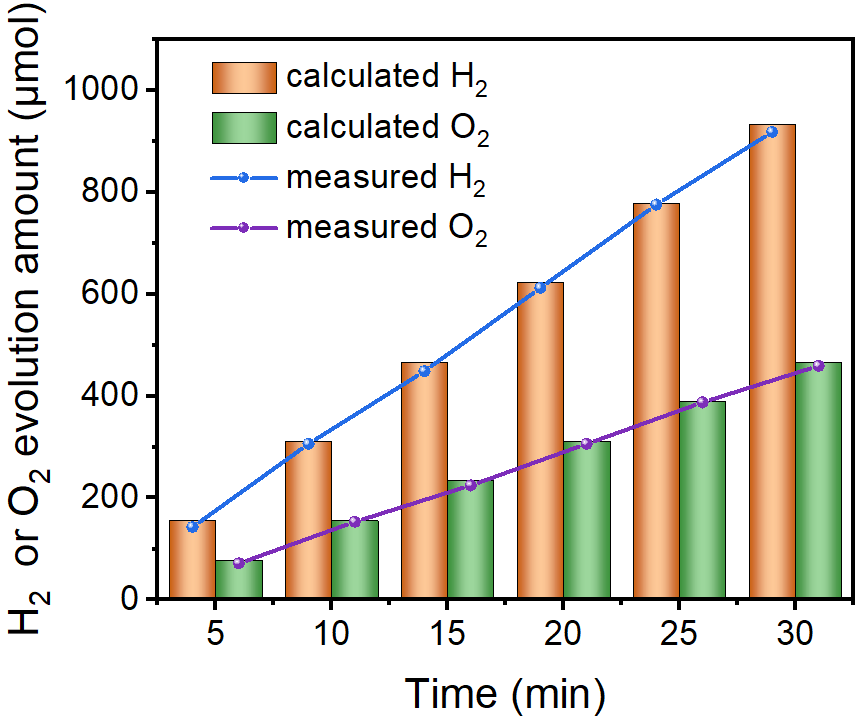 H₂ or O₂ evolution amount (μmol)
1000
800
600
400
200
0
calculated H₂
calculated O₂
measured H₂
measured O₂
5 10 15 20 25 30
Time (min)